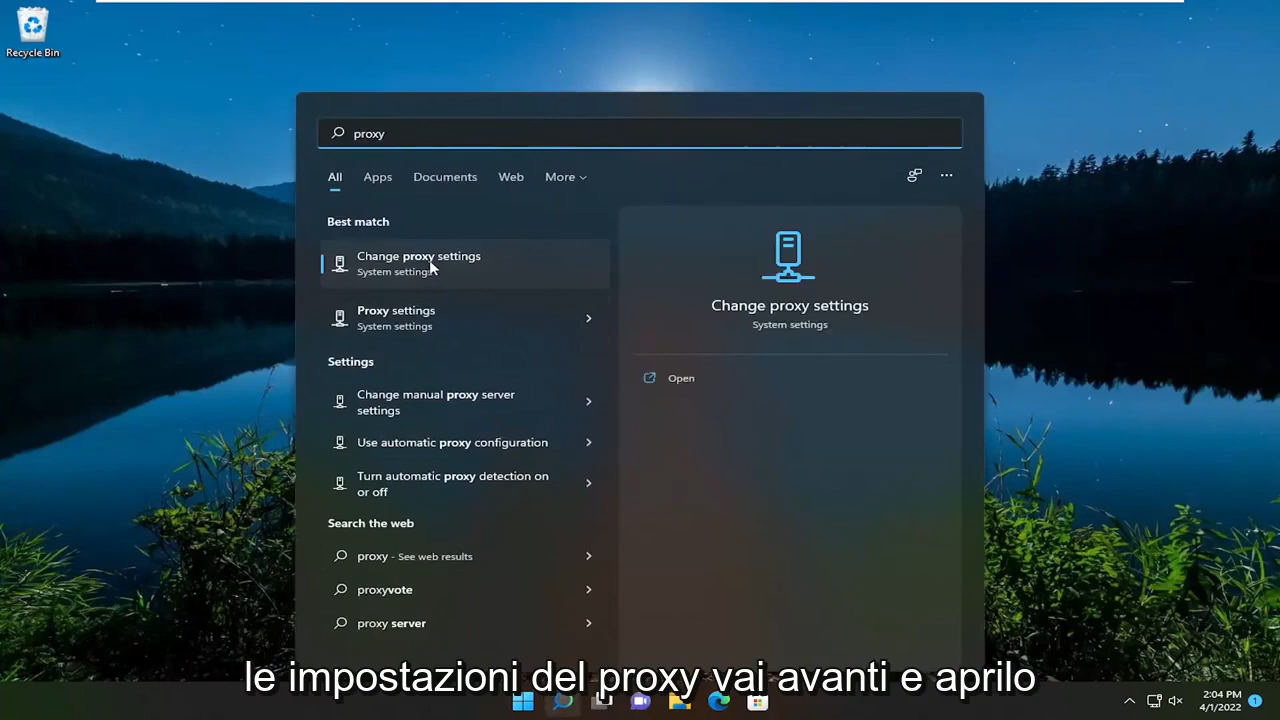 Recycle Bin
proxy
All
Apps
Documents
Web
More
Best match
Change proxy settings
System settings
Proxy settings
System settings
Settings
Change manual proxy server
settings
Use automatic proxy configuration
Turn automatic proxy detection on
or off
Search the web
proxy - See web results
proxyvote
proxy server
Change proxy settings
System settings
Open
le impostazioni del proxy vai avanti e aprilo
2:04 PM
4/1/2022
1